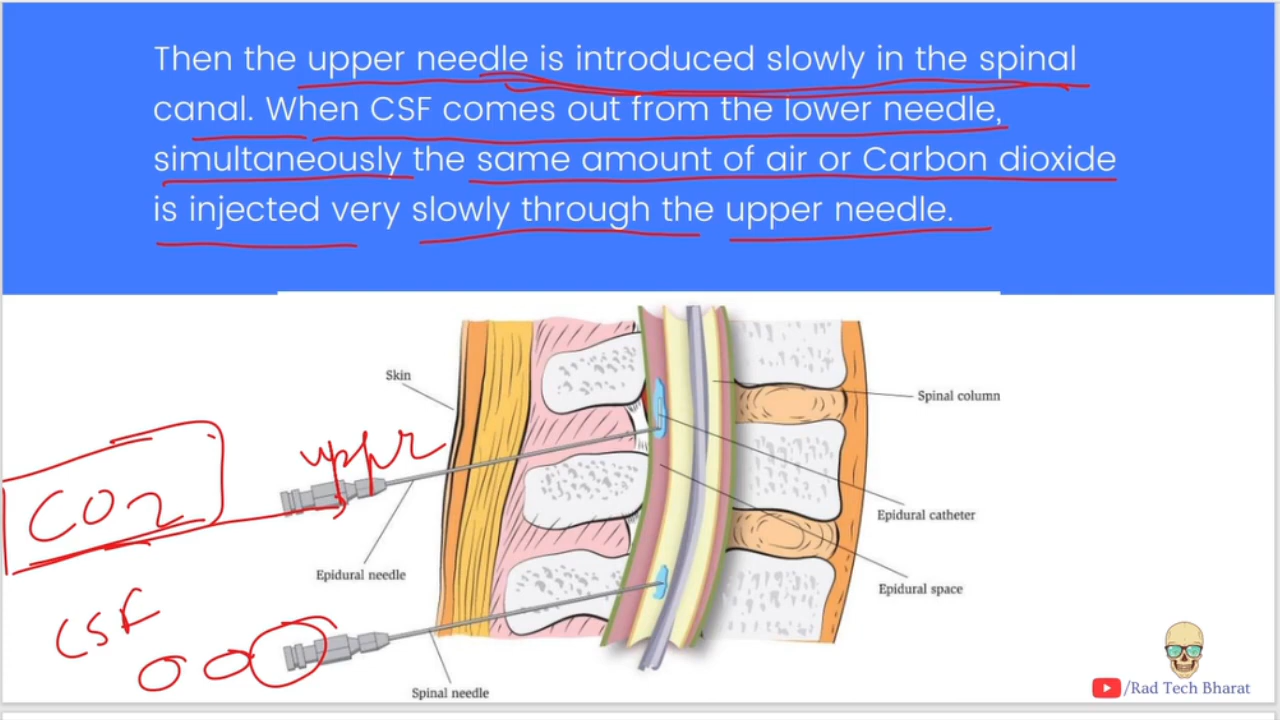 Then the upper needle is introduced slowly in the spinal
canal. When CSF comes out from the lower needle,
simultaneously the same amount of air or Carbon dioxide
is injected very slowly through the upper needle.
Skin
Spinal column
upper
CO2
Epidural catheter
Epidural needle
Epidural space
CSF
Spinal needle
/Rad Tech Bharat